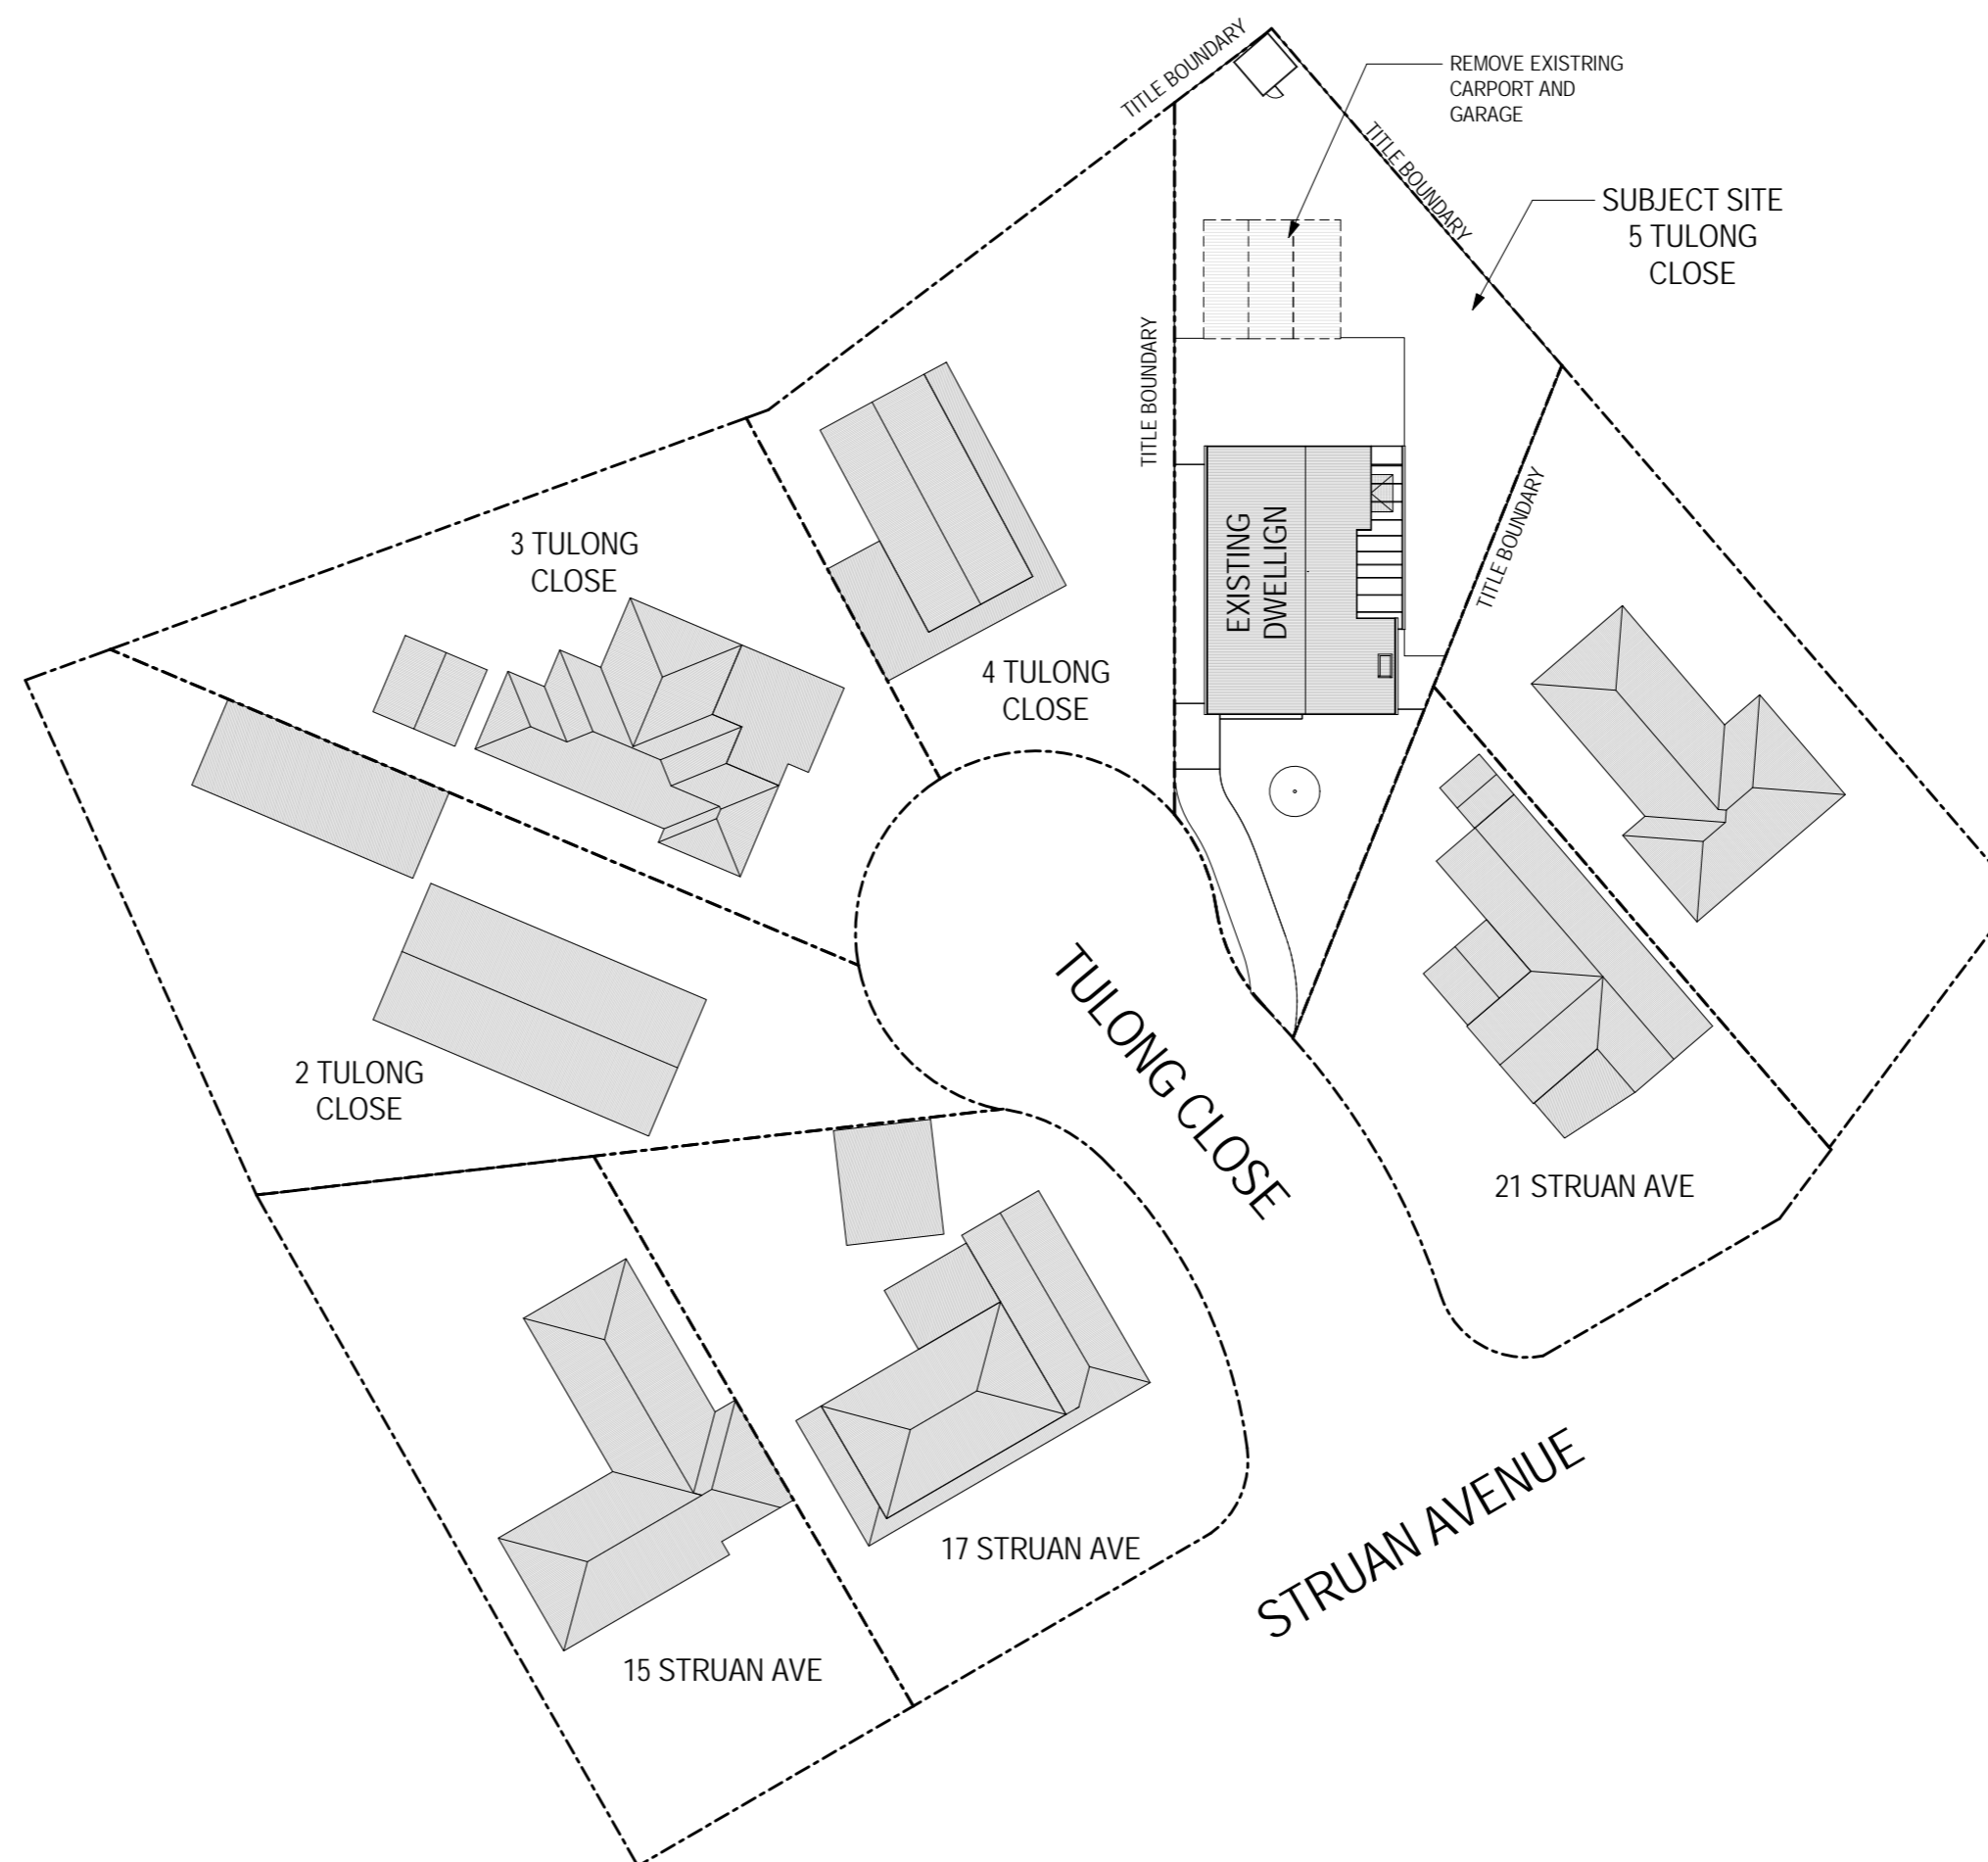 TITLE BOUNDARY
REMOVE EXISTRING
CARPORT AND
GARAGE
TITLE BOUNDARY
SUBJECT SITE
5 TULONG
CLOSE
TITLE BOUNDARY
TITLE BOUNDARY
EXISTING
DWELLIGN
3 TULONG
CLOSE
4 TULONG
CLOSE
2 TULONG
CLOSE
TULONG CLOSE
21 STRUAN AVE
17 STRUAN AVE
STRUAN AVENUE
15 STRUAN AVE